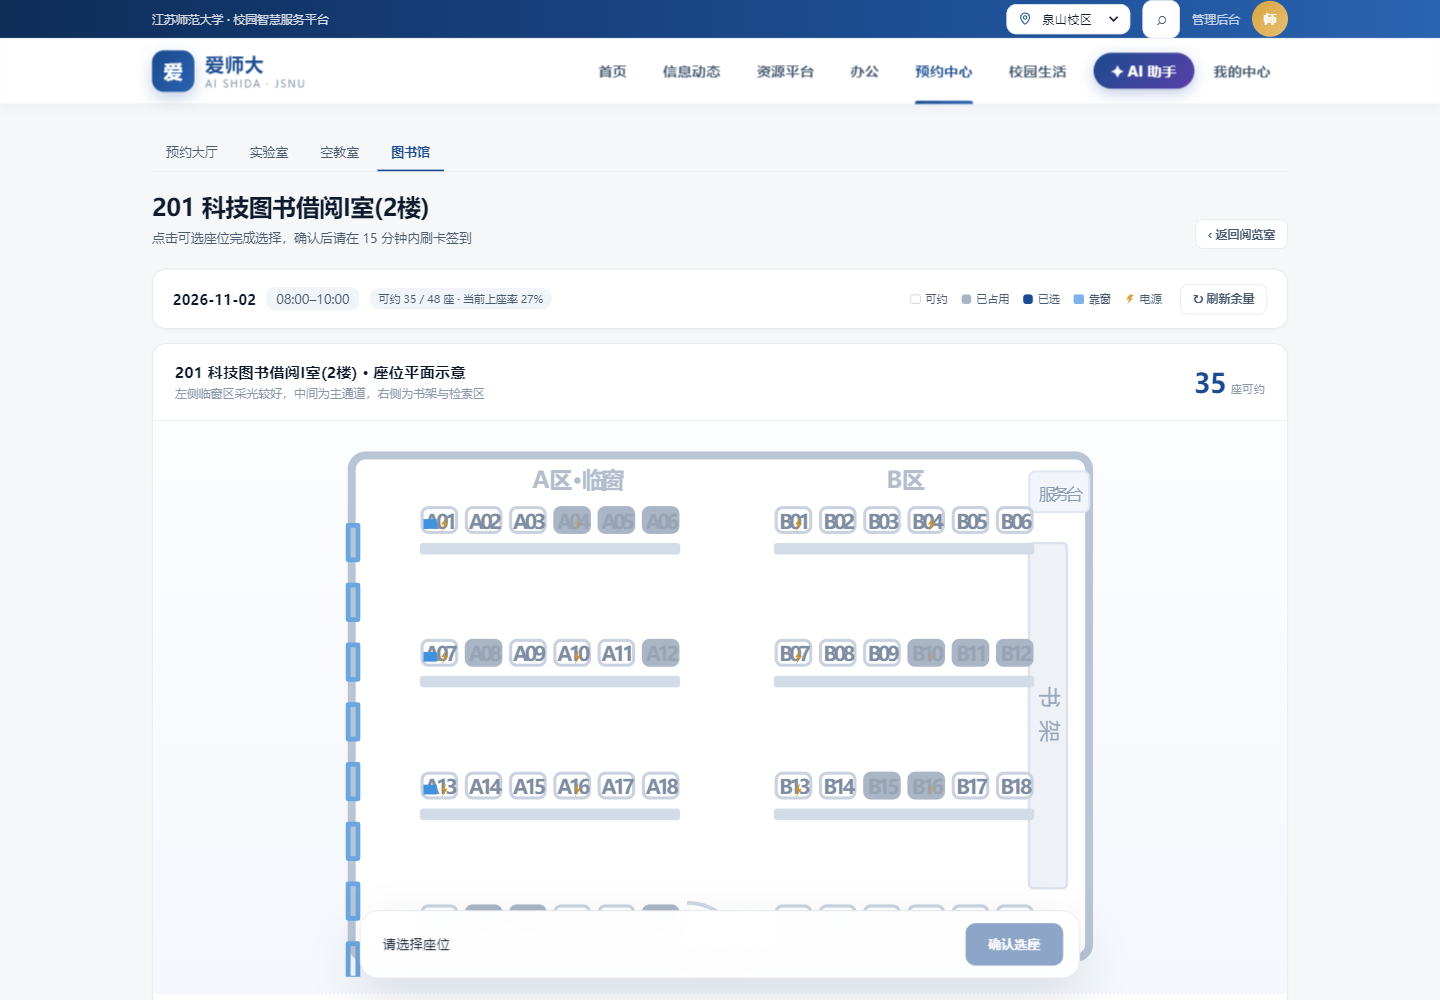 江苏师范大学 · 校园智慧服务平台
泉山校区
管理后台
师
爱
爱师大
AI SHIDA · JSNU
首页
信息动态
资源平台
办公
预约中心
校园生活
✦ AI 助手
我的中心
预约大厅
实验室
空教室
图书馆
201 科技图书借阅I室(2楼)
点击可选座位完成选择，确认后请在 15 分钟内刷卡签到
‹ 返回阅览室
2026-11-02
08:00–10:00
可约 35 / 48 座 · 当前上座率 27%
可约
已占用
已选
靠窗
电源
↻ 刷新余量
201 科技图书借阅I室(2楼) • 座位平面示意
左侧临窗区采光较好，中间为主通道，右侧为书架与检索区
35 座可约
A区·临窗
B区
服务台
A01 A02 A03 A04 A05 A06
B01 B02 B03 B04 B05 B06
A07 A08 A09 A10 A11 A12
B07 B08 B09 B10 B11 B12
书架
A13 A14 A15 A16 A17 A18
B13 B14 B15 B16 B17 B18
请选择座位
确认选座